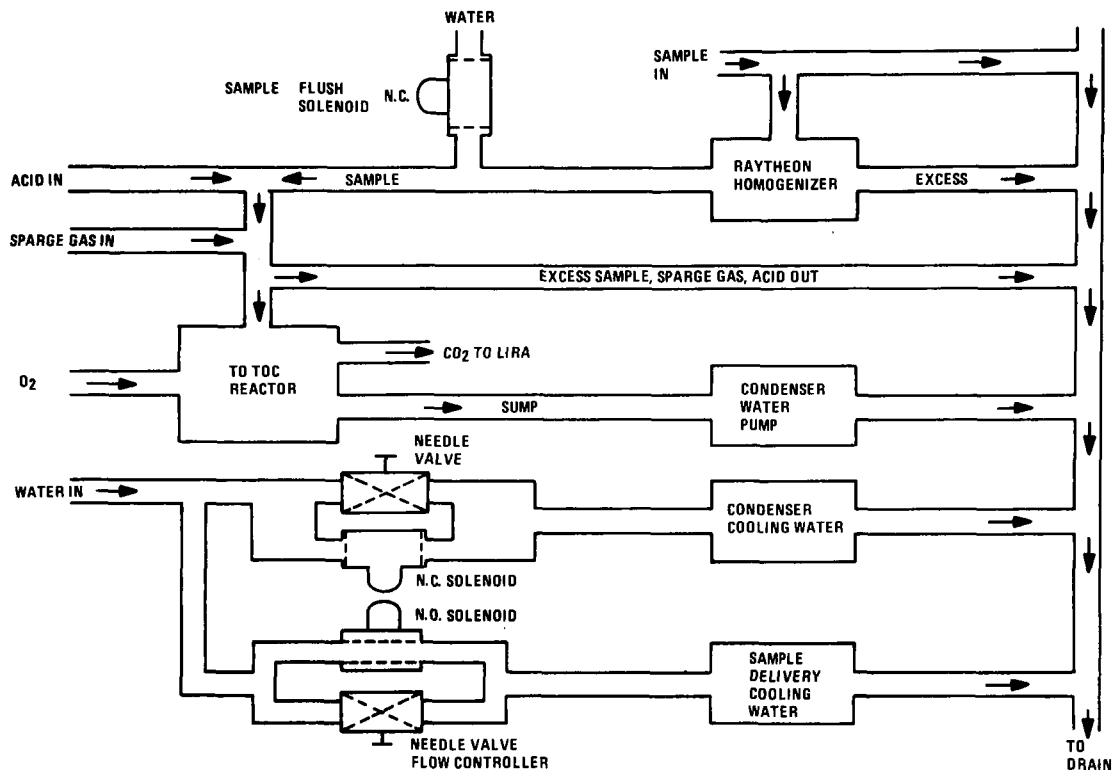 WATER
SAMPLE FLUSH
SOLENOID
N.C.
SAMPLE
IN
ACID IN
SAMPLE
RAYTHEON
HOMOGENIZER
EXCESS
SPARGE GAS IN
EXCESS SAMPLE, SPARGE GAS, ACID OUT
CO2 TO LIRA
O2
TO TOC
REACTOR
SUMP
CONDENSER
WATER
PUMP
NEEDLE
VALVE
WATER IN
CONDENSER
COOLING WATER
N.C. SOLENOID
N.O. SOLENOID
SAMPLE
DELIVERY
COOLING
WATER
NEEDLE VALVE
FLOW CONTROLLER
TO
DRAIN